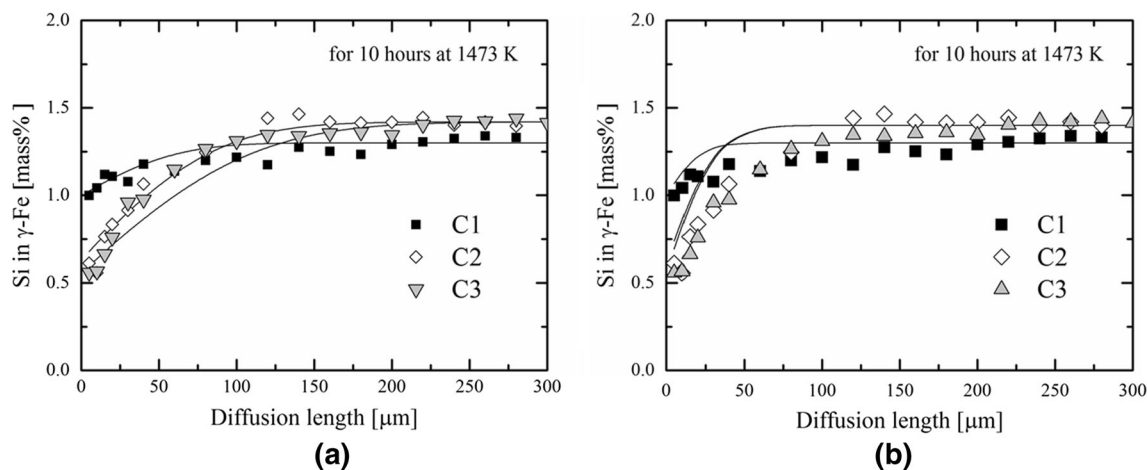 (a)
2.0
1.5
1.0
0.5
0.0
Si in γ-Fe [mass%]
for 10 hours at 1473 K
C1
C2
C3
0 50 100 150 200 250 300
Diffusion length [μm]
(a)
(b)
2.0
1.5
1.0
0.5
0.0
Si in γ-Fe [mass%]
for 10 hours at 1473 K
C1
C2
C3
0 50 100 150 200 250 300
Diffusion length [μm]
(b)